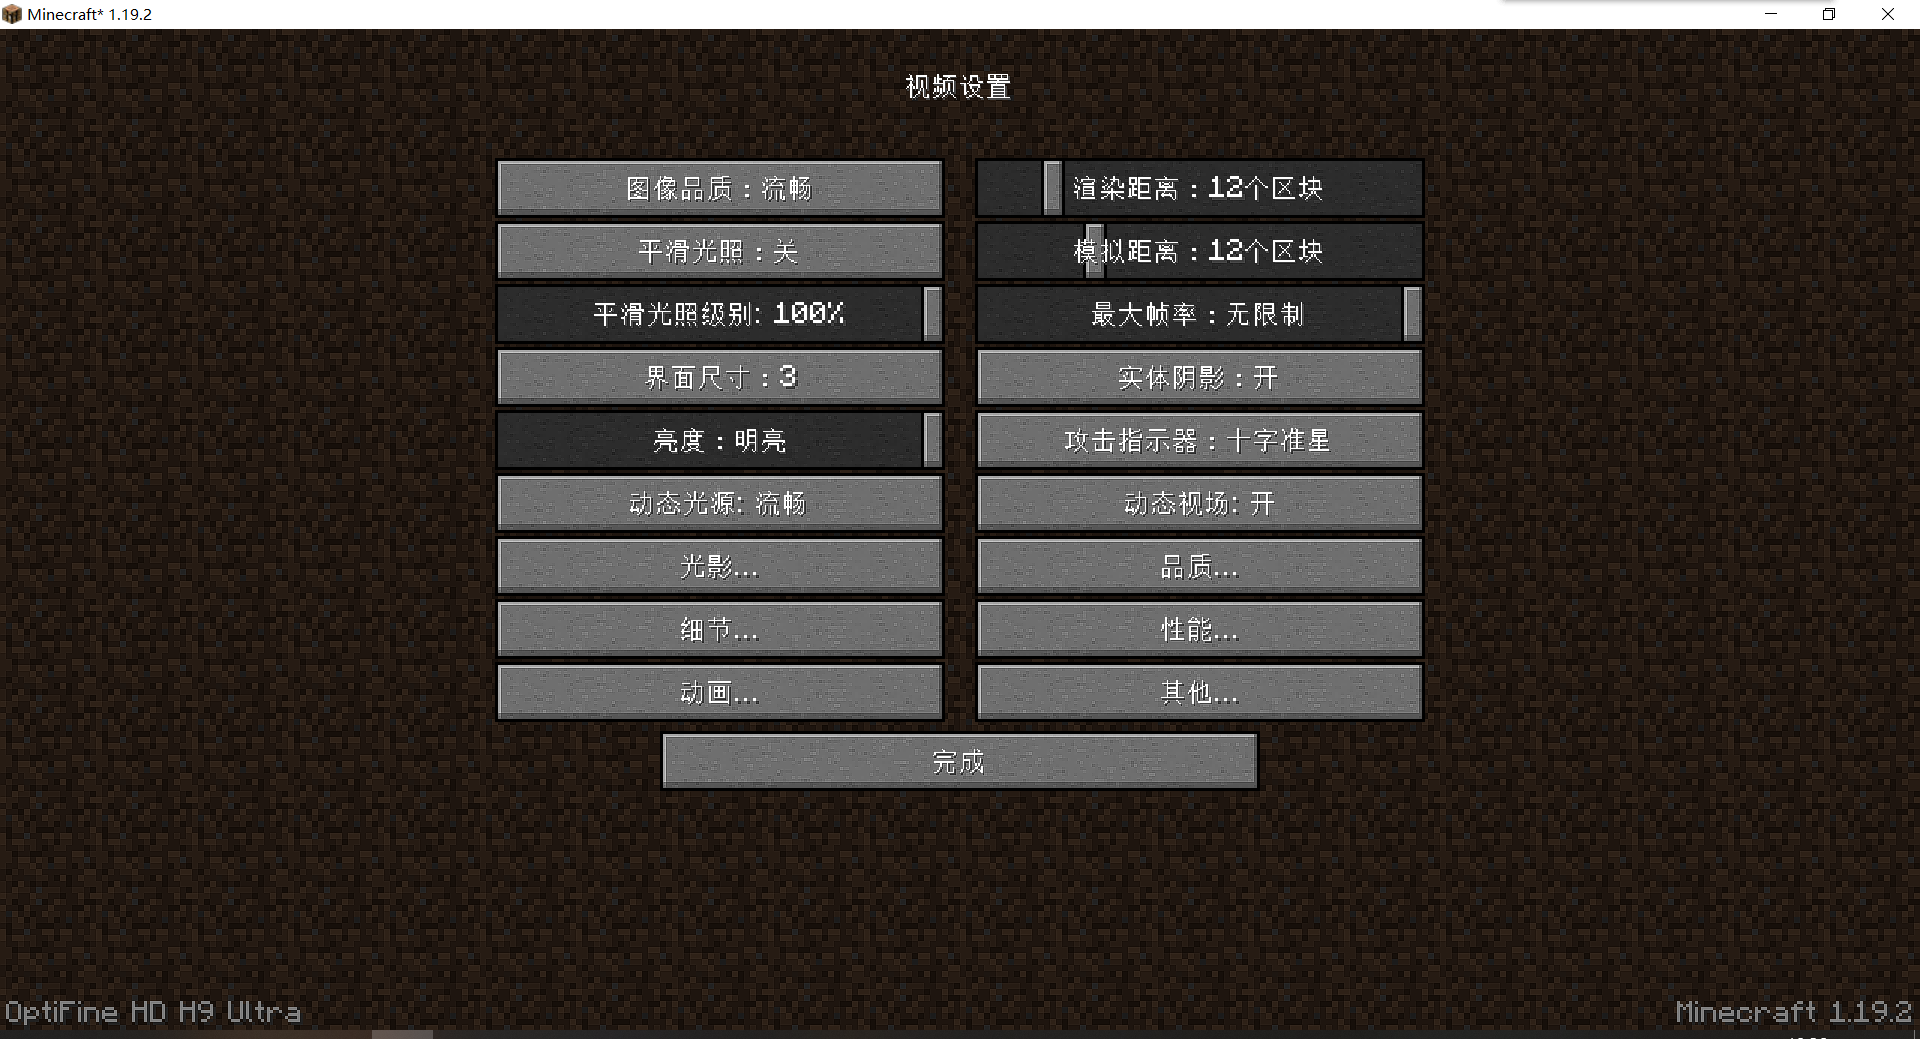 Minecraft* 1.19.2
视频设置
图像品质：流畅
渲染距离：12个区块
平滑光照：关
模拟距离：12个区块
平滑光照级别: 100%
最大帧率：无限制
界面尺寸：3
实体阴影：开
亮度：明亮
攻击指示器：十字准星
动态光源: 流畅
动态视场: 开
光影...
品质...
细节...
性能...
动画...
其他...
完成
OptiFine HD H9 Ultra
Minecraft 1.19.2